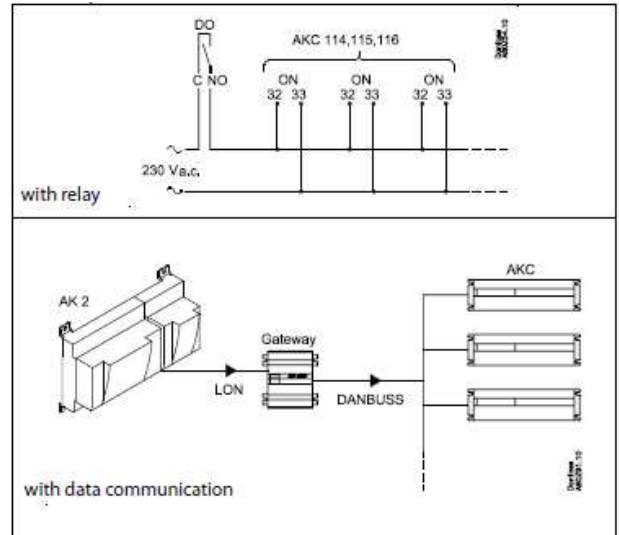 DO
AKC 114,115,116
C NO
ON ON ON
32 33 32 33 32 33
230 Va.c.
with relay
AKC
AK 2
Gateway
LON
DANBUSS
with data communication
Danfoss